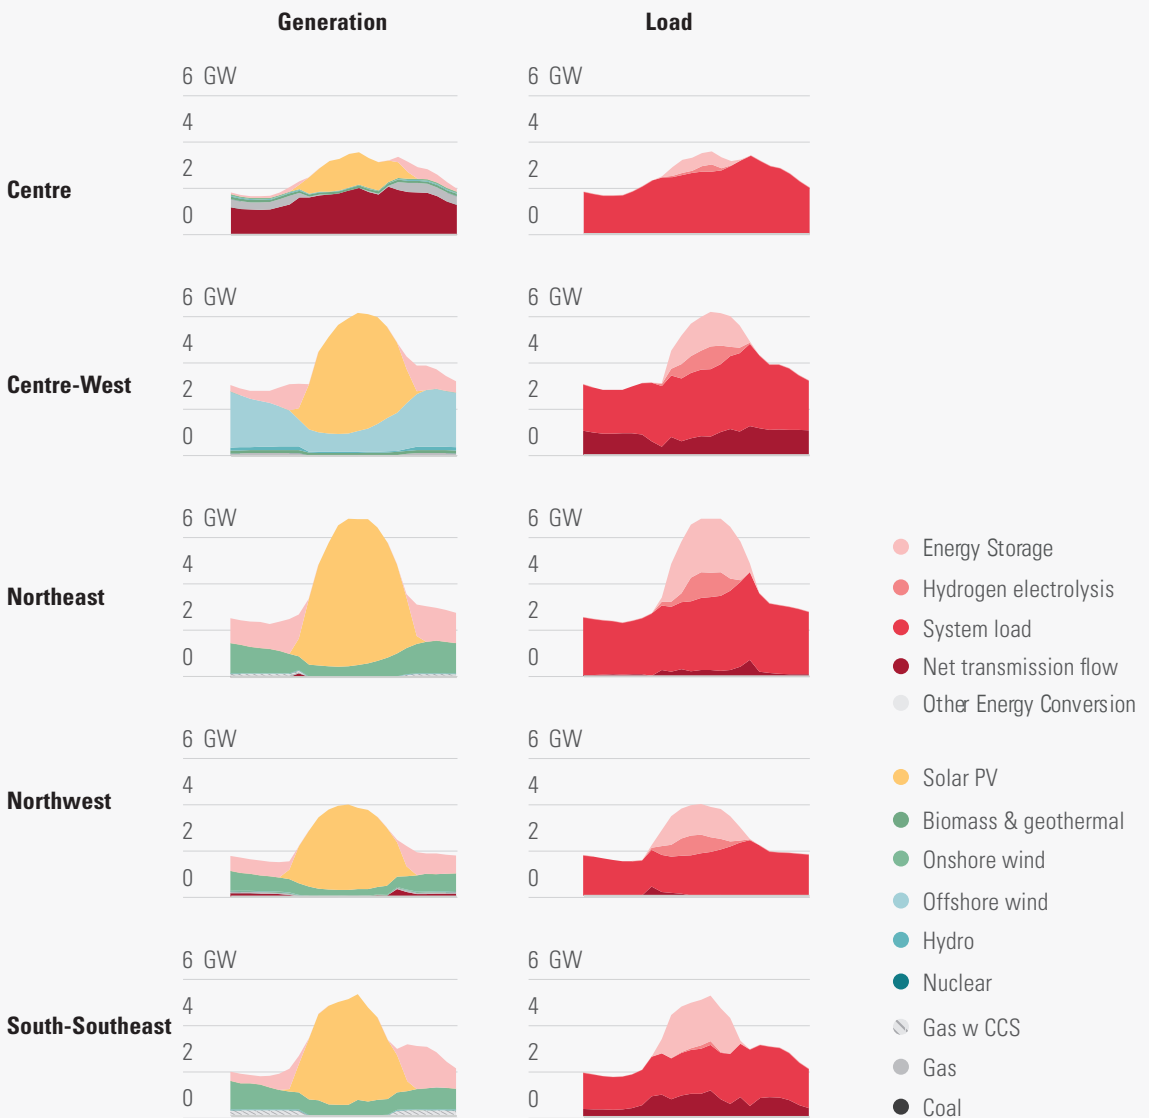 Generation Load
6 GW 6 GW
4 4
2 2
Centre
0 0
6 GW 6 GW
4 4
Centre-West
2 2
0 0
6 GW 6 GW
4 4
Northeast
2 2
0 0
6 GW 6 GW
4 4
Northwest
2 2
0 0
6 GW 6 GW
4 4
South-Southeast
2 2
0 0
Energy Storage
Hydrogen electrolysis
System load
Net transmission flow
Other Energy Conversion
Solar PV
Biomass & geothermal
Onshore wind
Offshore wind
Hydro
Nuclear
Gas w CCS
Gas
Coal